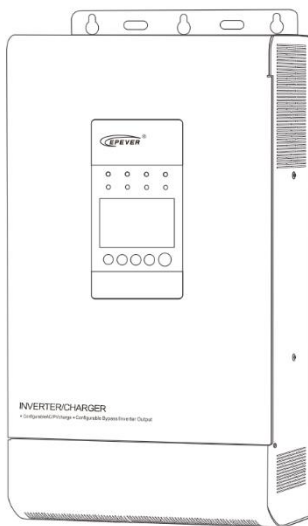 EPEVER®
INVERTER/CHARGER
• Configurable AC/PV charge • Configurable Bypass/Inverter Output